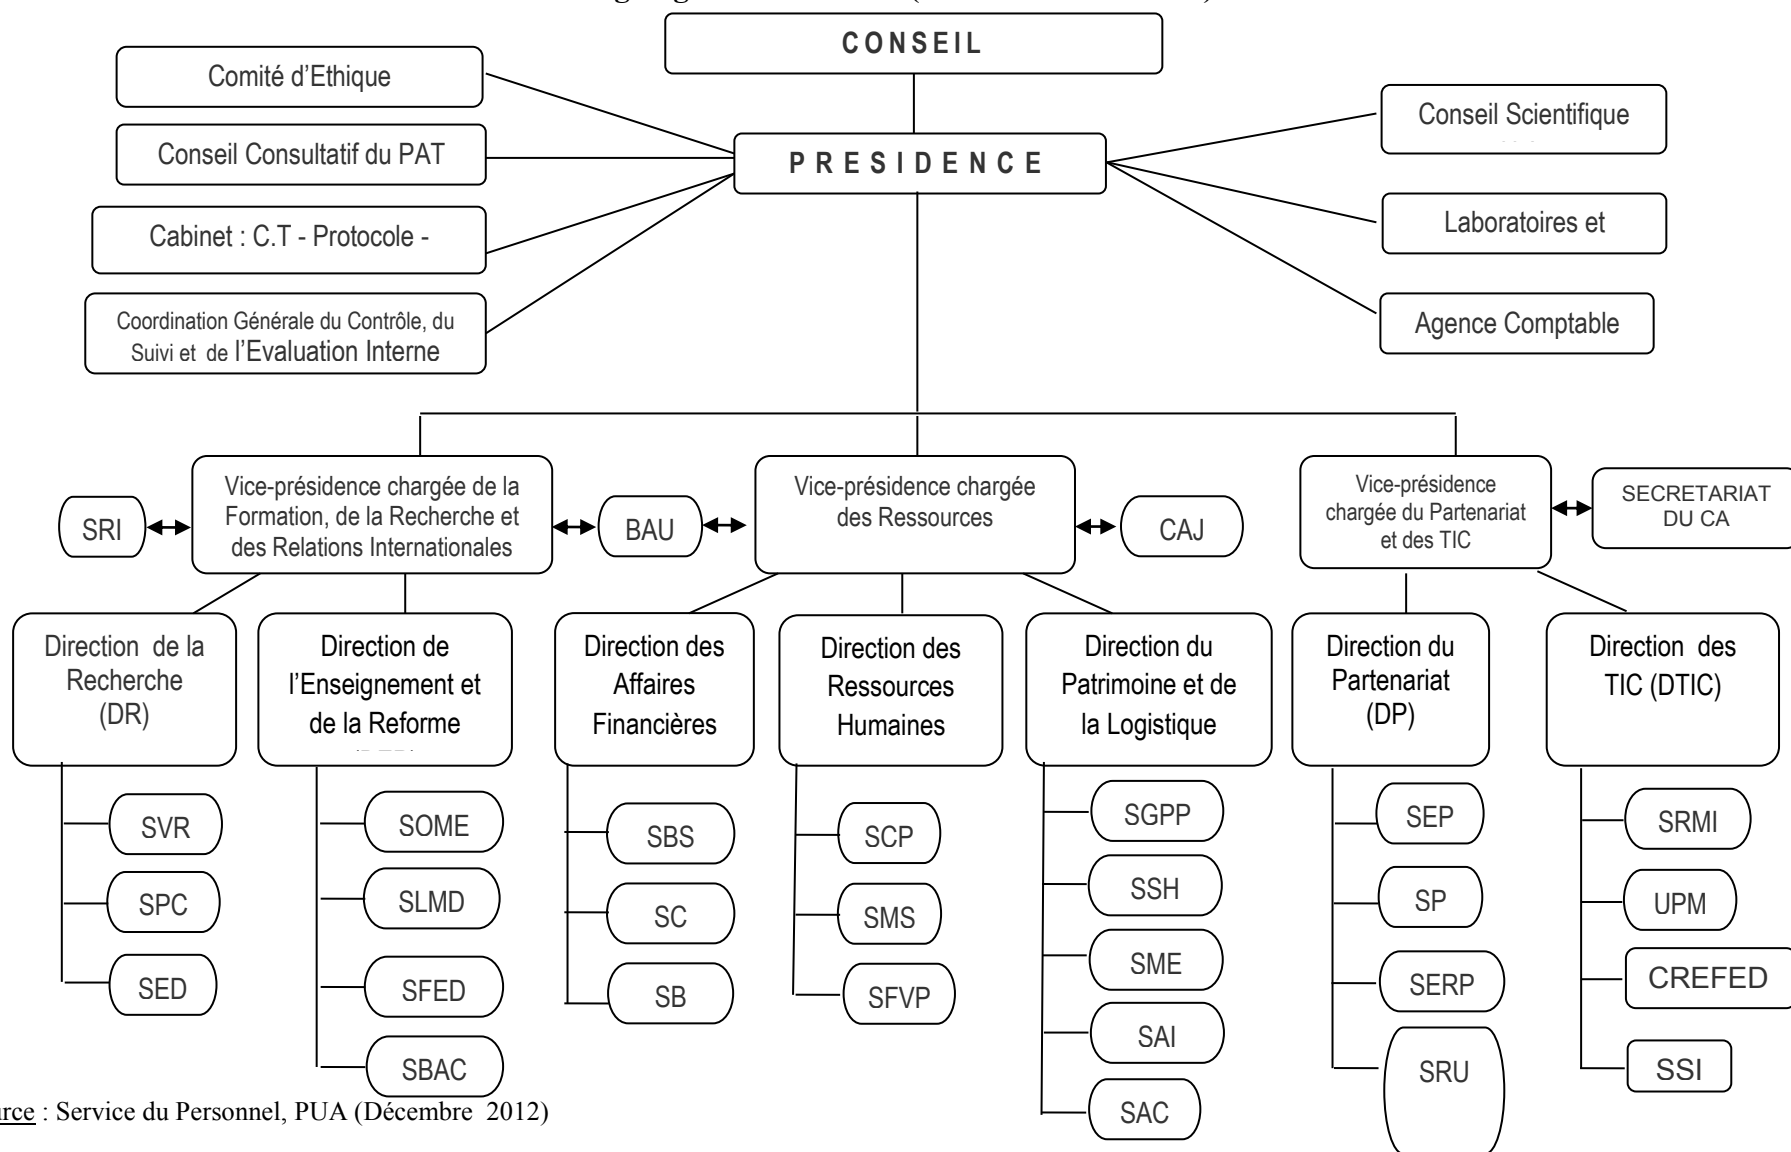 CONSEIL
Comité d’Ethique
Conseil Scientifique
Conseil Consultatif du PAT
PRESIDENCE
Cabinet : C.T - Protocole -
Laboratoires et
Coordination Générale du Contrôle, du
Suivi et de l’Evaluation Interne
Agence Comptable
Vice-présidence chargée de la
Formation, de la Recherche et
des Relations Internationales
Vice-présidence chargée
des Ressources
Vice-présidence
chargée du Partenariat
et des TIC
SECRETARIAT
DU CA
SRI
BAU
CAJ
Direction de la
Recherche
(DR)
Direction de
l’Enseignement et
de la Reforme
Direction des
Affaires
Financières
Direction des
Ressources
Humaines
Direction du
Patrimoine et de
la Logistique
Direction du
Partenariat
(DP)
Direction des
TIC (DTIC)
SVR
SPC
SED
SOME
SLMD
SFED
SBAC
SBS
SC
SB
SCP
SMS
SFVP
SGPP
SSH
SME
SAI
SAC
SEP
SP
SERP
SRU
SRMI
UPM
CREFED
SSI
: Service du Personnel, PUA (Décembre 2012)